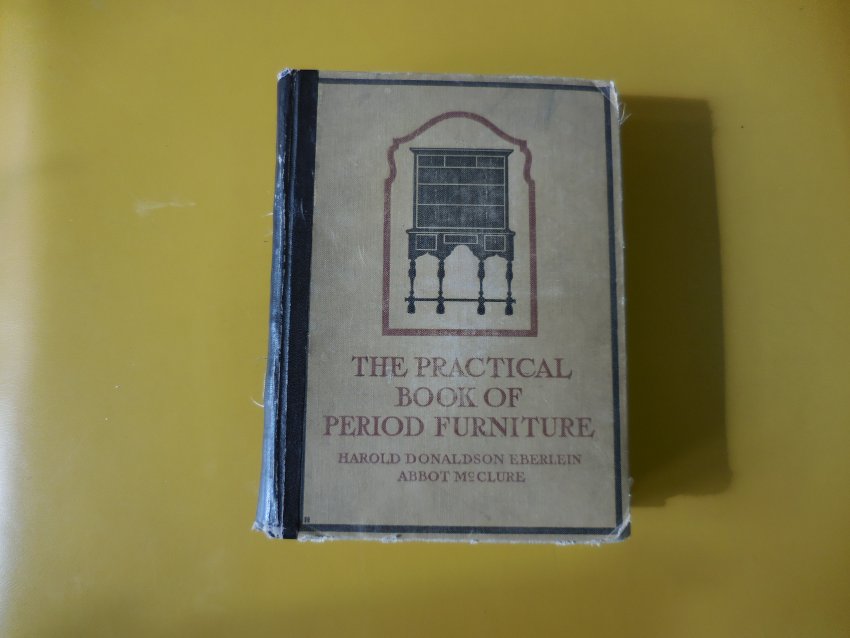 THE PRACTICAL
BOOK OF
PERIOD FURNITURE
HAROLD DONALDSON EBERLEIN
ABBOT McCLURE